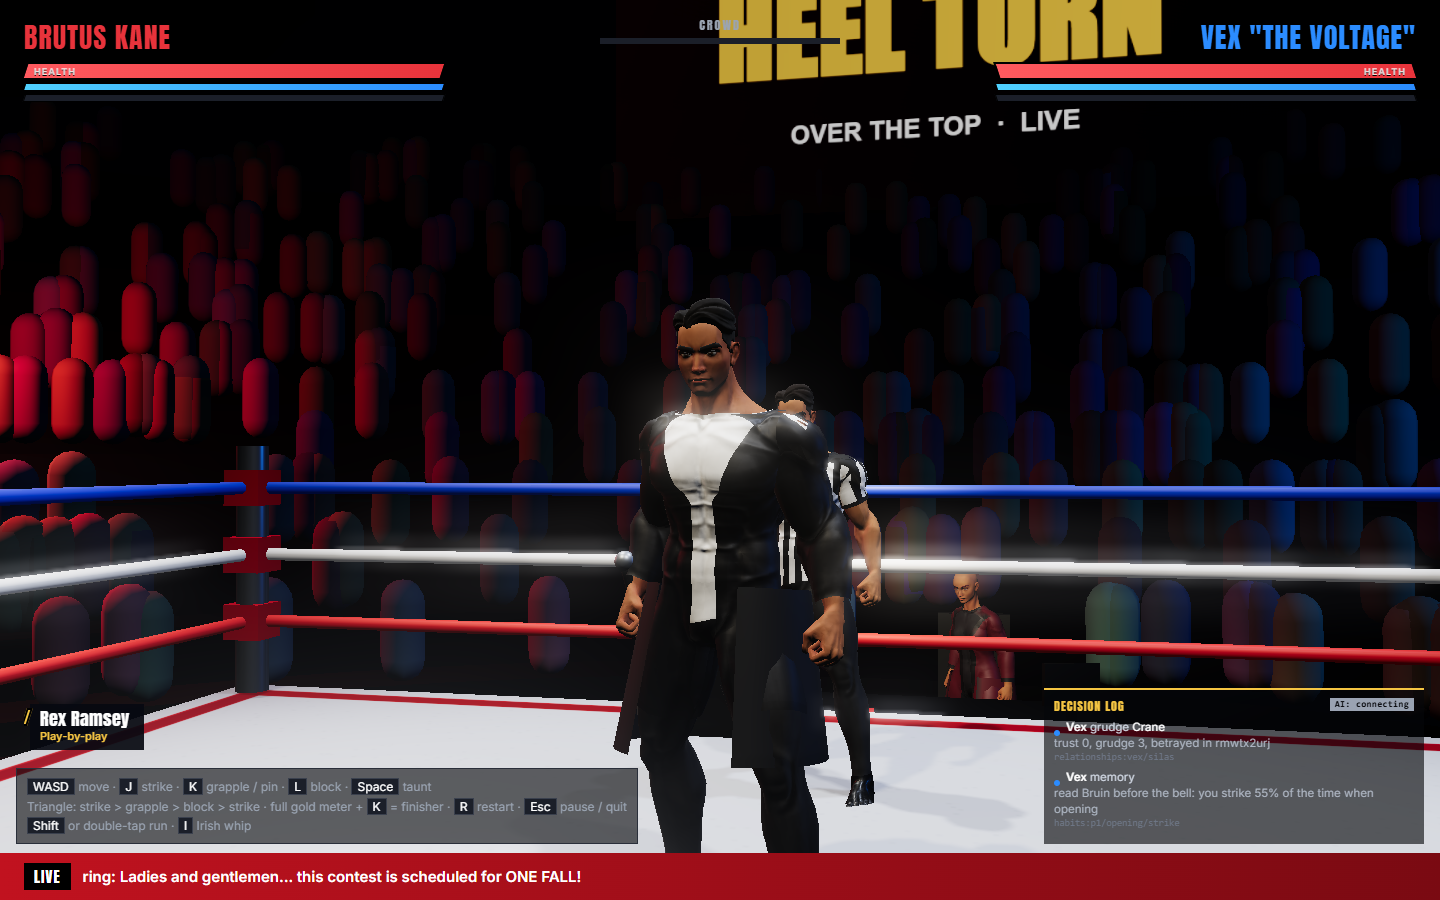 BRUTUS KANE
CROWD
HEEL TURN
VEX "THE VOLTAGE"
HEALTH
HEALTH
OVER THE TOP · LIVE
Rex Ramsey
Play-by-play
WASD move · J strike · K grapple / pin · L block · Space taunt
Triangle: strike > grapple > block > strike · full gold meter + K = finisher · R restart · Esc pause / quit
Shift or double-tap run · I Irish whip
DECISION LOG
AI: connecting
Vex grudge Crane
trust 0, grudge 3, betrayed in rmwtx2urj
relationships:vex/silas
Vex memory
read Bruin before the bell: you strike 55% of the time when
opening
habits:p1/opening/strike
LIVE ring: Ladies and gentlemen... this contest is scheduled for ONE FALL!